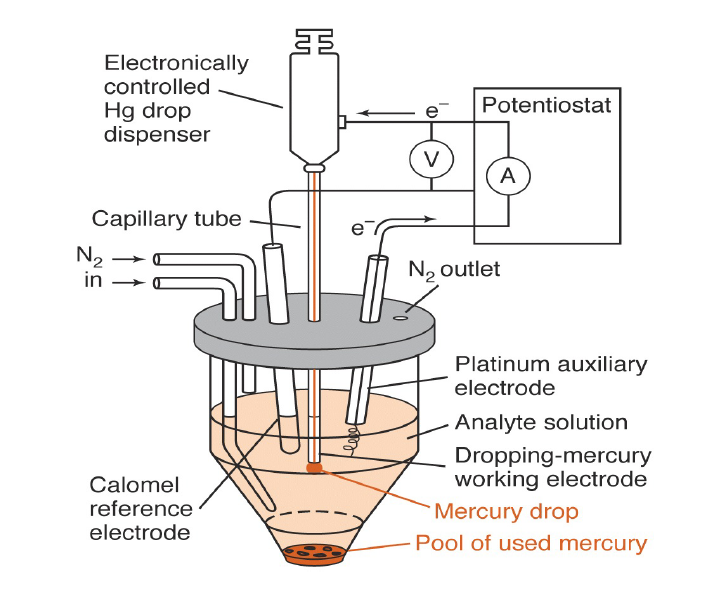 Electronically
controlled
Hg drop
dispenser
e⁻
Potentiostat
V
A
Capillary tube
e⁻
N₂
in
N₂ outlet
Platinum auxiliary
electrode
Analyte solution
Dropping-mercury
working electrode
Calomel
reference
electrode
Mercury drop
Pool of used mercury